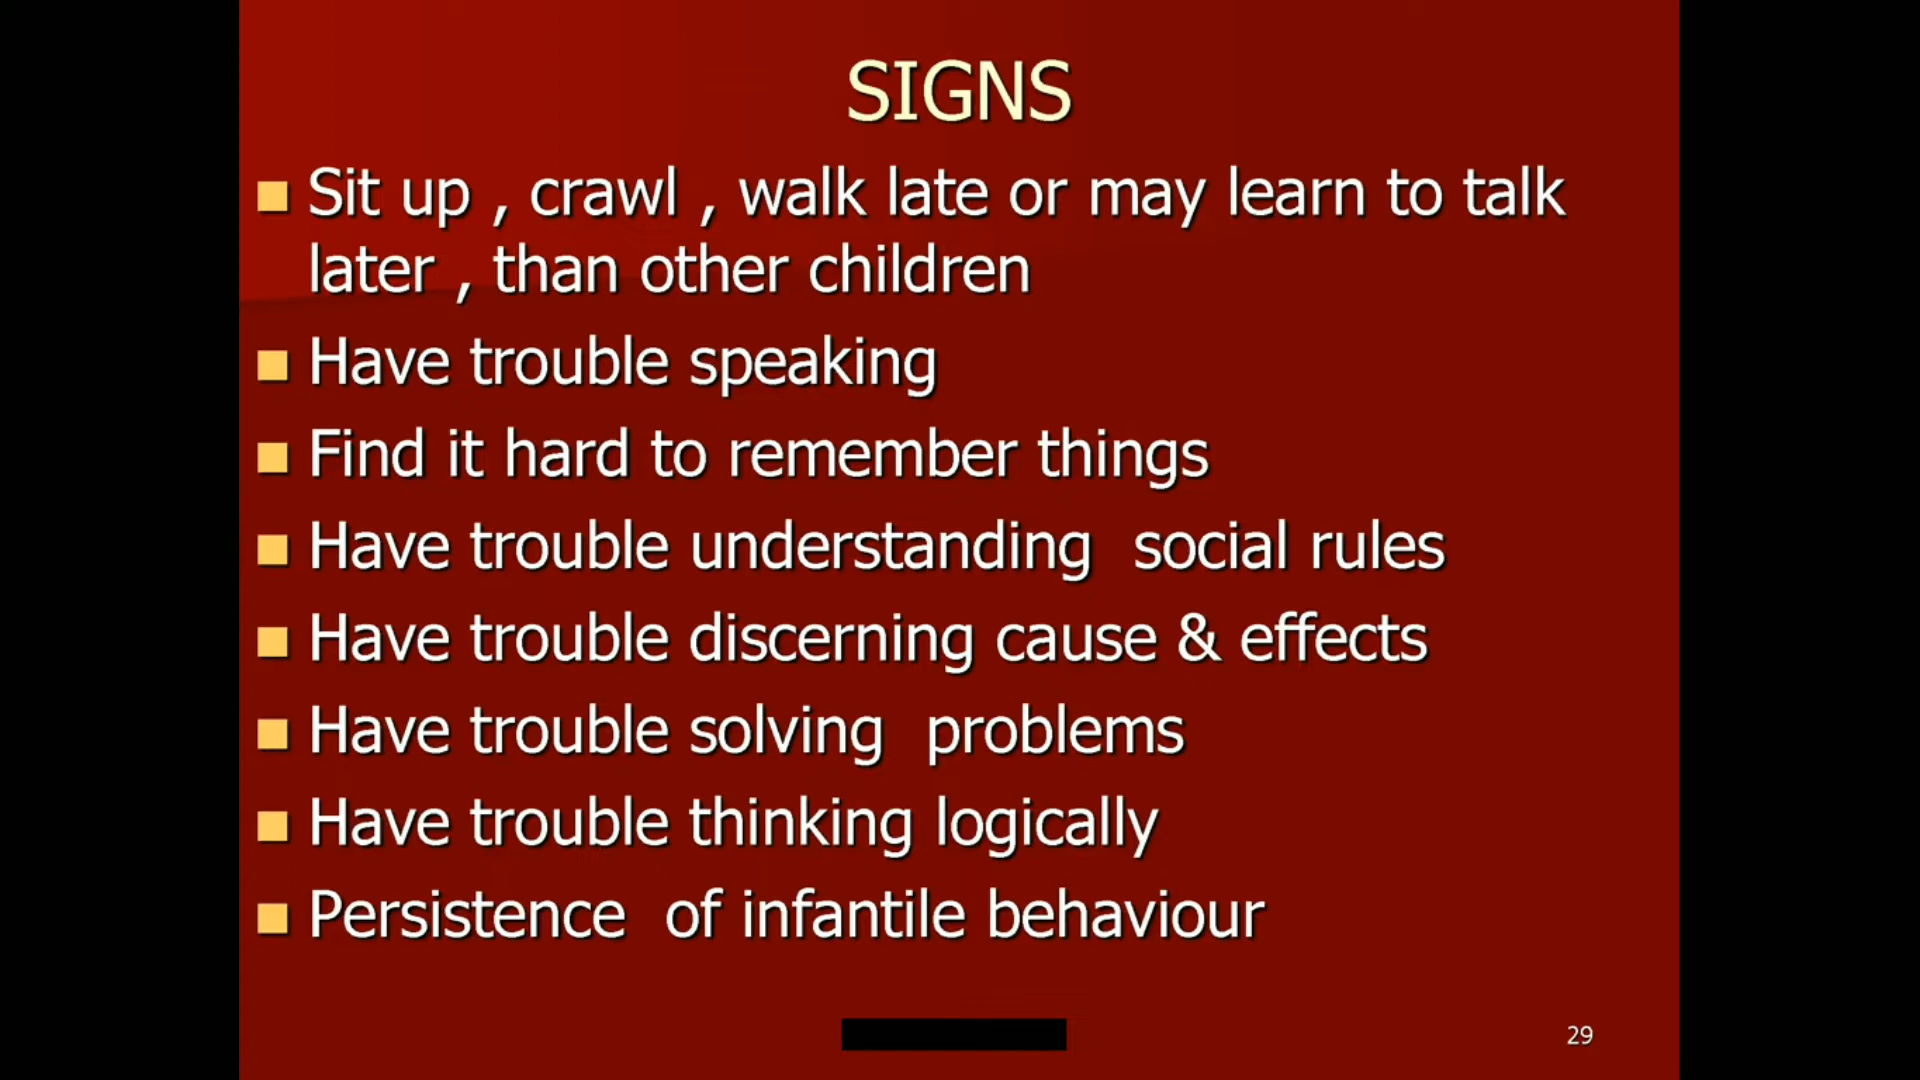 SIGNS
Sit up , crawl , walk late or may learn to talk
later , than other children
Have trouble speaking
Find it hard to remember things
Have trouble understanding  social rules
Have trouble discerning cause & effects
Have trouble solving  problems
Have trouble thinking logically
Persistence  of infantile behaviour
29